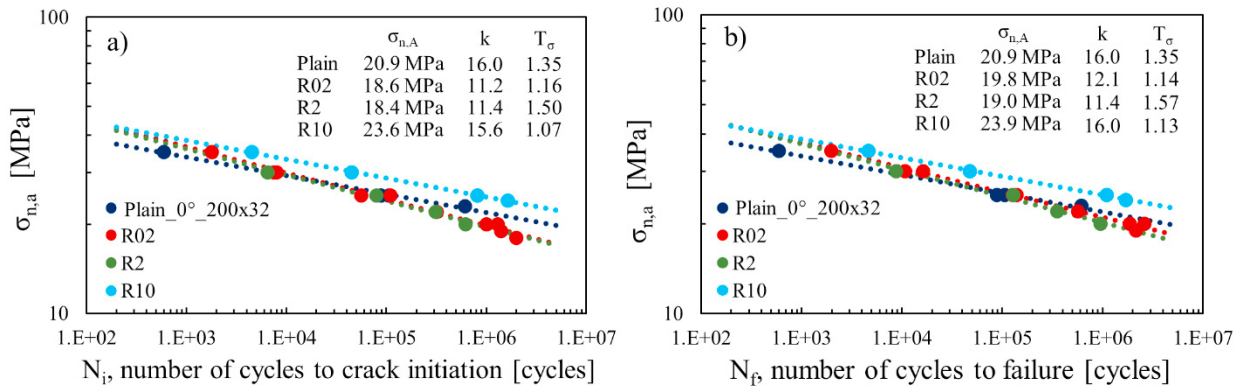 100
a)
σn,A k Tσ
Plain 20.9 MPa 16.0 1.35
R02 18.6 MPa 11.2 1.16
R2 18.4 MPa 11.4 1.50
R10 23.6 MPa 15.6 1.07
σn,a [MPa]
Plain_0°_200x32
R02
R2
R10
10
1.E+02 1.E+03 1.E+04 1.E+05 1.E+06 1.E+07
Ni, number of cycles to crack initiation [cycles]
100
b)
σn,A k Tσ
Plain 20.9 MPa 16.0 1.35
R02 19.8 MPa 12.1 1.14
R2 19.0 MPa 11.4 1.57
R10 23.9 MPa 16.0 1.13
σn,a [MPa]
Plain_0°_200x32
R02
R2
R10
10
1.E+02 1.E+03 1.E+04 1.E+05 1.E+06 1.E+07
Nf, number of cycles to failure [cycles]